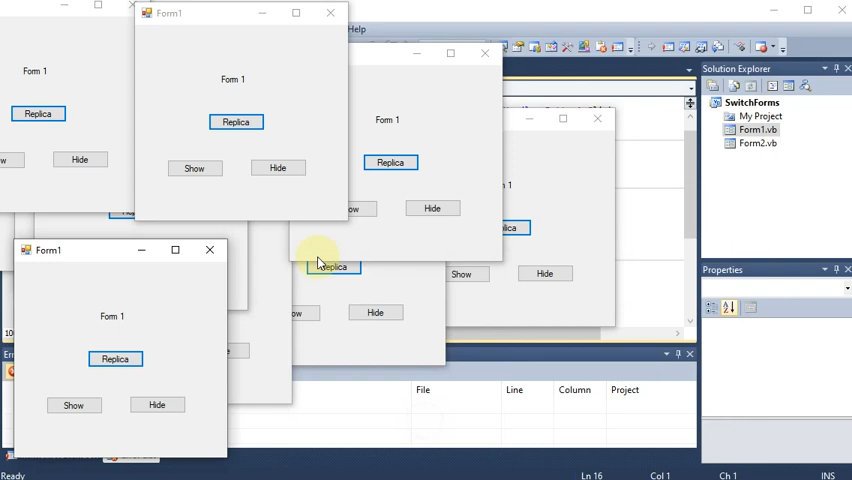 Form1
Help
Form 1
Replica
Show
Hide
Form 1
Replica
Hide
Form 1
Replica
Hide
Show
Hide
Replica
Hide
Form1
Form 1
Replica
Show
Hide
Solution Explorer
SwitchForms
My Project
Form1.vb
Form2.vb
Properties
File
Line
Column
Project
Ready
Ln 16
Col 1
Ch 1
INS